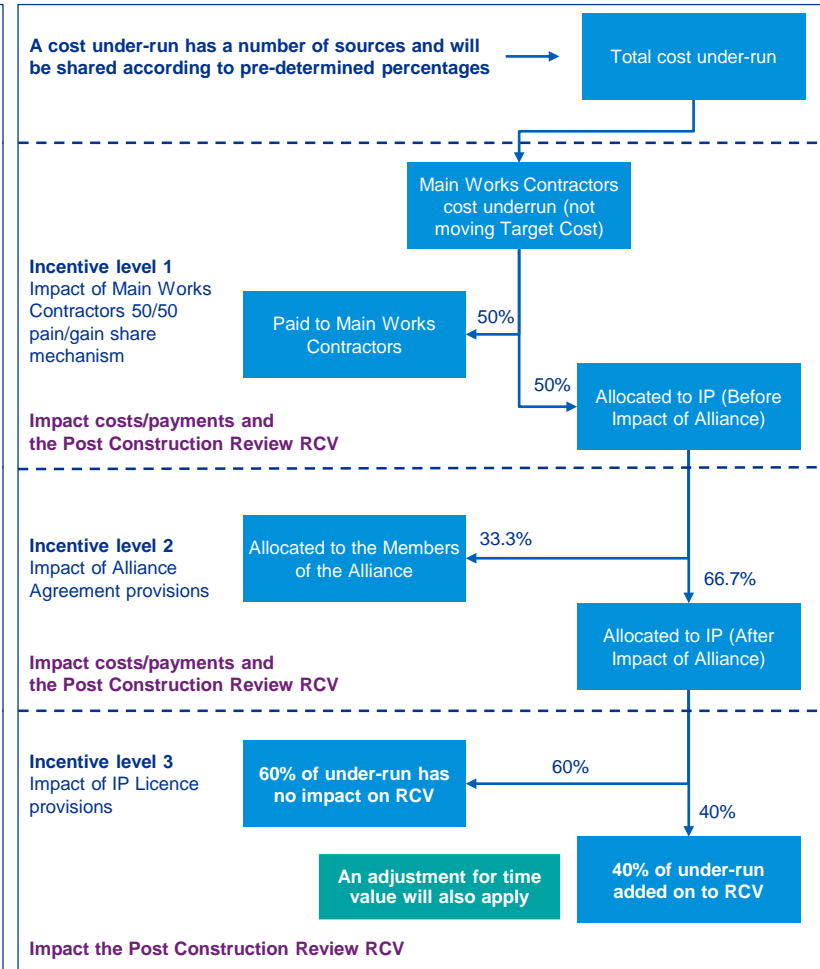 A cost under-run has a number of sources and will
be shared according to pre-determined percentages
Total cost under-run
Main Works Contractors
cost underrun (not
moving Target Cost)
Incentive level 1
Impact of Main Works
Contractors 50/50
pain/gain share
mechanism
50%
Paid to Main Works
Contractors
50%
Allocated to IP (Before
Impact of Alliance)
Impact costs/payments and
the Post Construction Review RCV
Incentive level 2
Impact of Alliance
Agreement provisions
Allocated to the Members
of the Alliance
33.3%
66.7%
Allocated to IP (After
Impact of Alliance)
Impact costs/payments and
the Post Construction Review RCV
Incentive level 3
Impact of IP Licence
provisions
60% of under-run has
no impact on RCV
60%
40%
An adjustment for time
value will also apply
40% of under-run
added on to RCV
Impact the Post Construction Review RCV